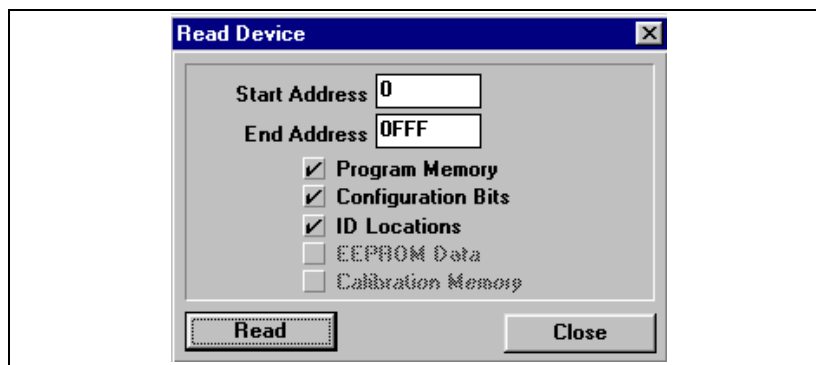 Read Device
Start Address 0
End Address 0FFF
Program Memory
Configuration Bits
ID Locations
EEPROM Data
Calibration Memory
Read Close